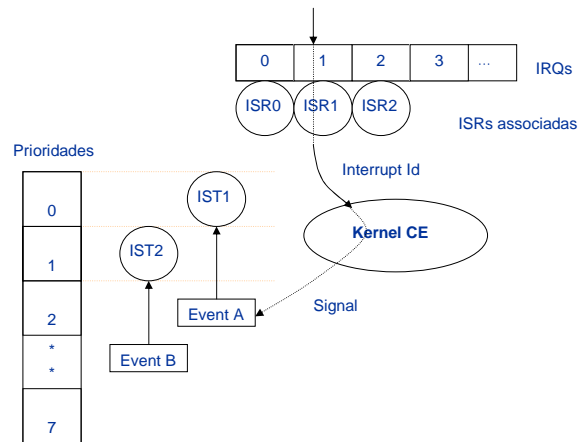 0 1 2 3 ...
IRQs
ISR0 ISR1 ISR2
ISRs associadas
Prioridades
Interrupt Id
0
IST1
Kernel CE
1
IST2
2
Event A
Signal
*
*
Event B
7